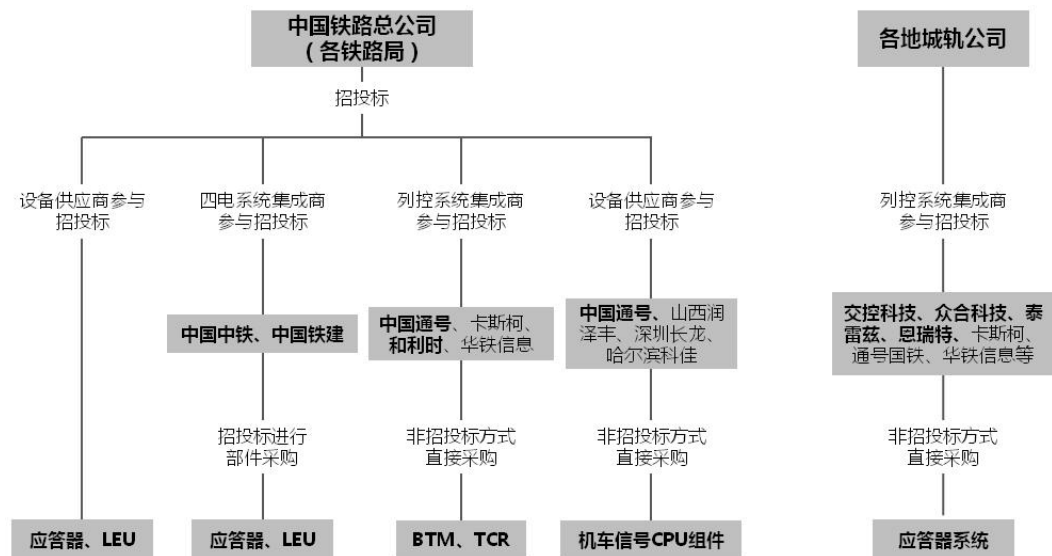 中国铁路总公司
（各铁路局）
各地城轨公司
招投标
设备供应商参与
招投标
四电系统集成商
参与招投标
列控系统集成商
参与招投标
设备供应商参与
招投标
列控系统集成商
参与招投标
中国中铁、中国铁建
中国通号、卡斯柯、
和利时、华铁信息
中国通号、山西润
泽丰、深圳长龙、
哈尔滨科佳
交控科技、众合科技、泰
雷兹、恩瑞特、卡斯柯、
通号国铁、华铁信息等
招投标进行
部件采购
非招投标方式
直接采购
非招投标方式
直接采购
非招投标方式
直接采购
应答器、LEU
应答器、LEU
BTM、TCR
机车信号CPU组件
应答器系统